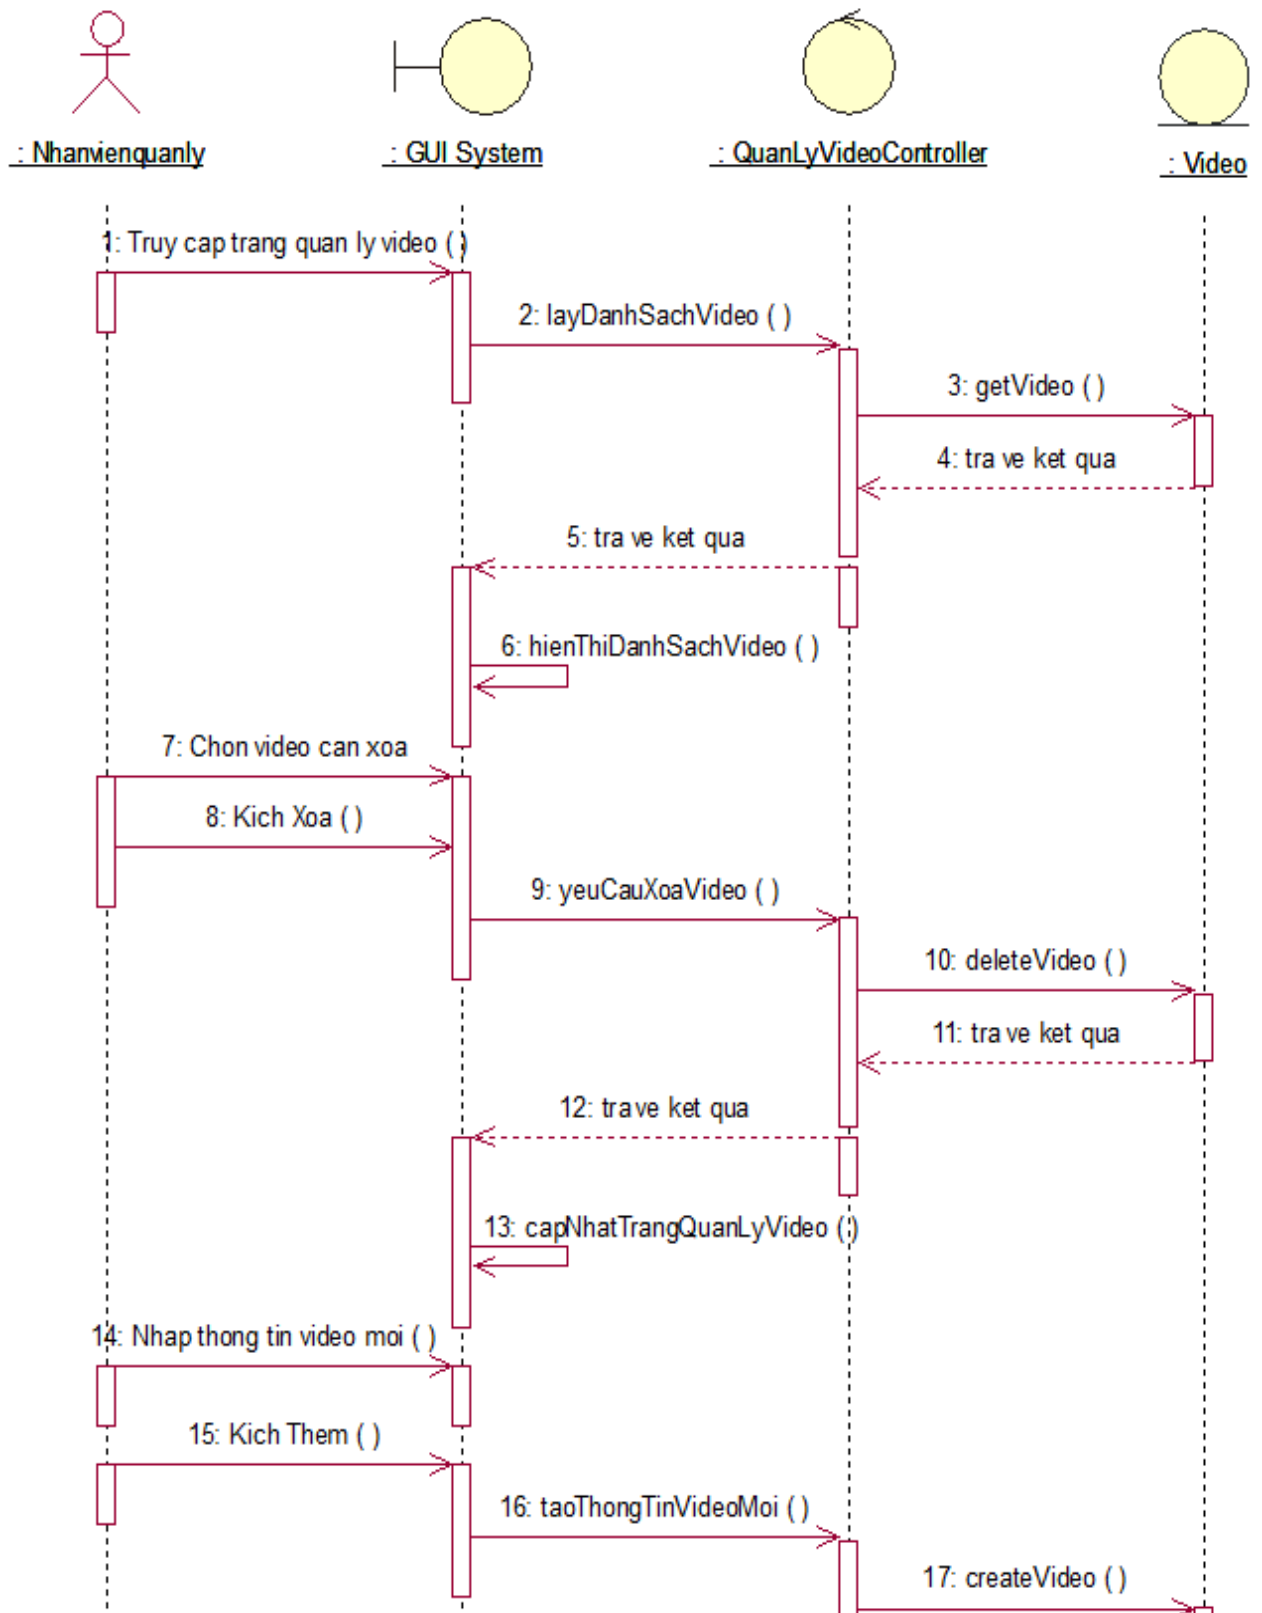 : Nhanvienquanly
: GUI System
: QuanLyVideoController
: Video
1: Truy cap trang quan ly video ( )
2: layDanhSachVideo ( )
3: getVideo ( )
4: tra ve ket qua
5: tra ve ket qua
6: hienThiDanhSachVideo ( )
7: Chon video can xoa
8: Kich Xoa ( )
9: yeuCauXoaVideo ( )
10: deleteVideo ( )
11: tra ve ket qua
12: tra ve ket qua
13: capNhatTrangQuanLyVideo ( )
14: Nhap thong tin video moi ( )
15: Kich Them ( )
16: taoThongTinVideoMoi ( )
17: createVideo ( )